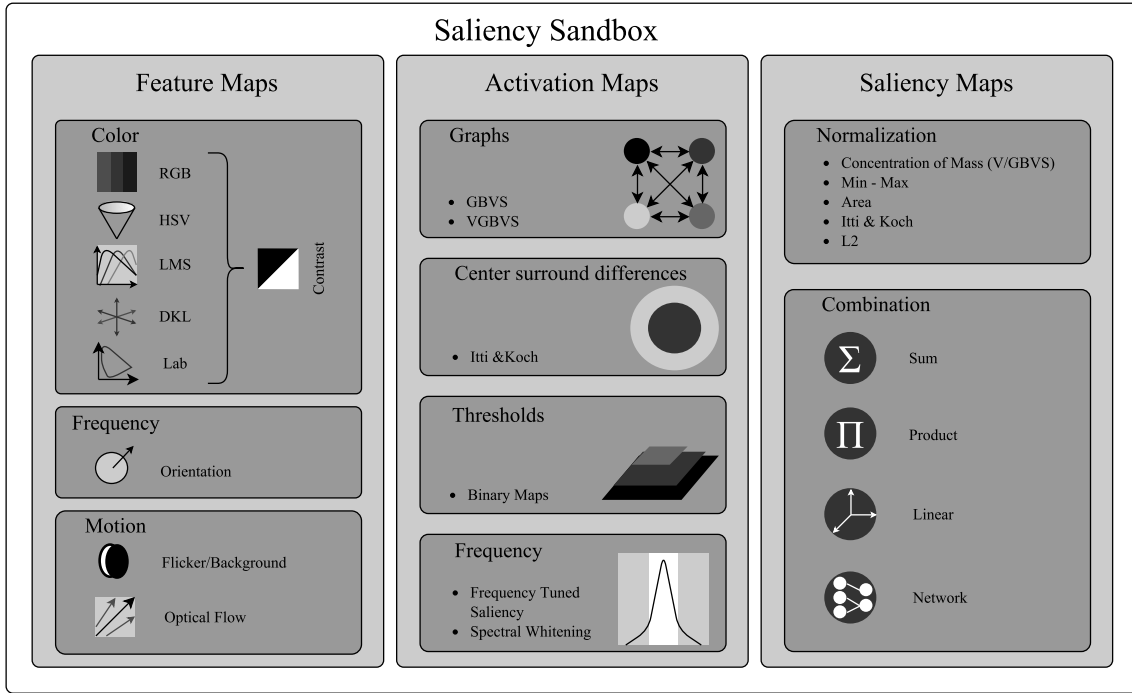 Saliency Sandbox
Feature Maps
Color
RGB
HSV
LMS
DKL
Lab
Contrast
Frequency
Orientation
Motion
Flicker/Background
Optical Flow
Activation Maps
Graphs
• GBVS
• VGBVS
Center surround differences
• Itti &Koch
Thresholds
• Binary Maps
Frequency
• Frequency Tuned
Saliency
• Spectral Whitening
Saliency Maps
Normalization
• Concentration of Mass (V/GBVS)
• Min - Max
• Area
• Itti & Koch
• L2
Combination
Σ Sum
Π Product
Linear
Network